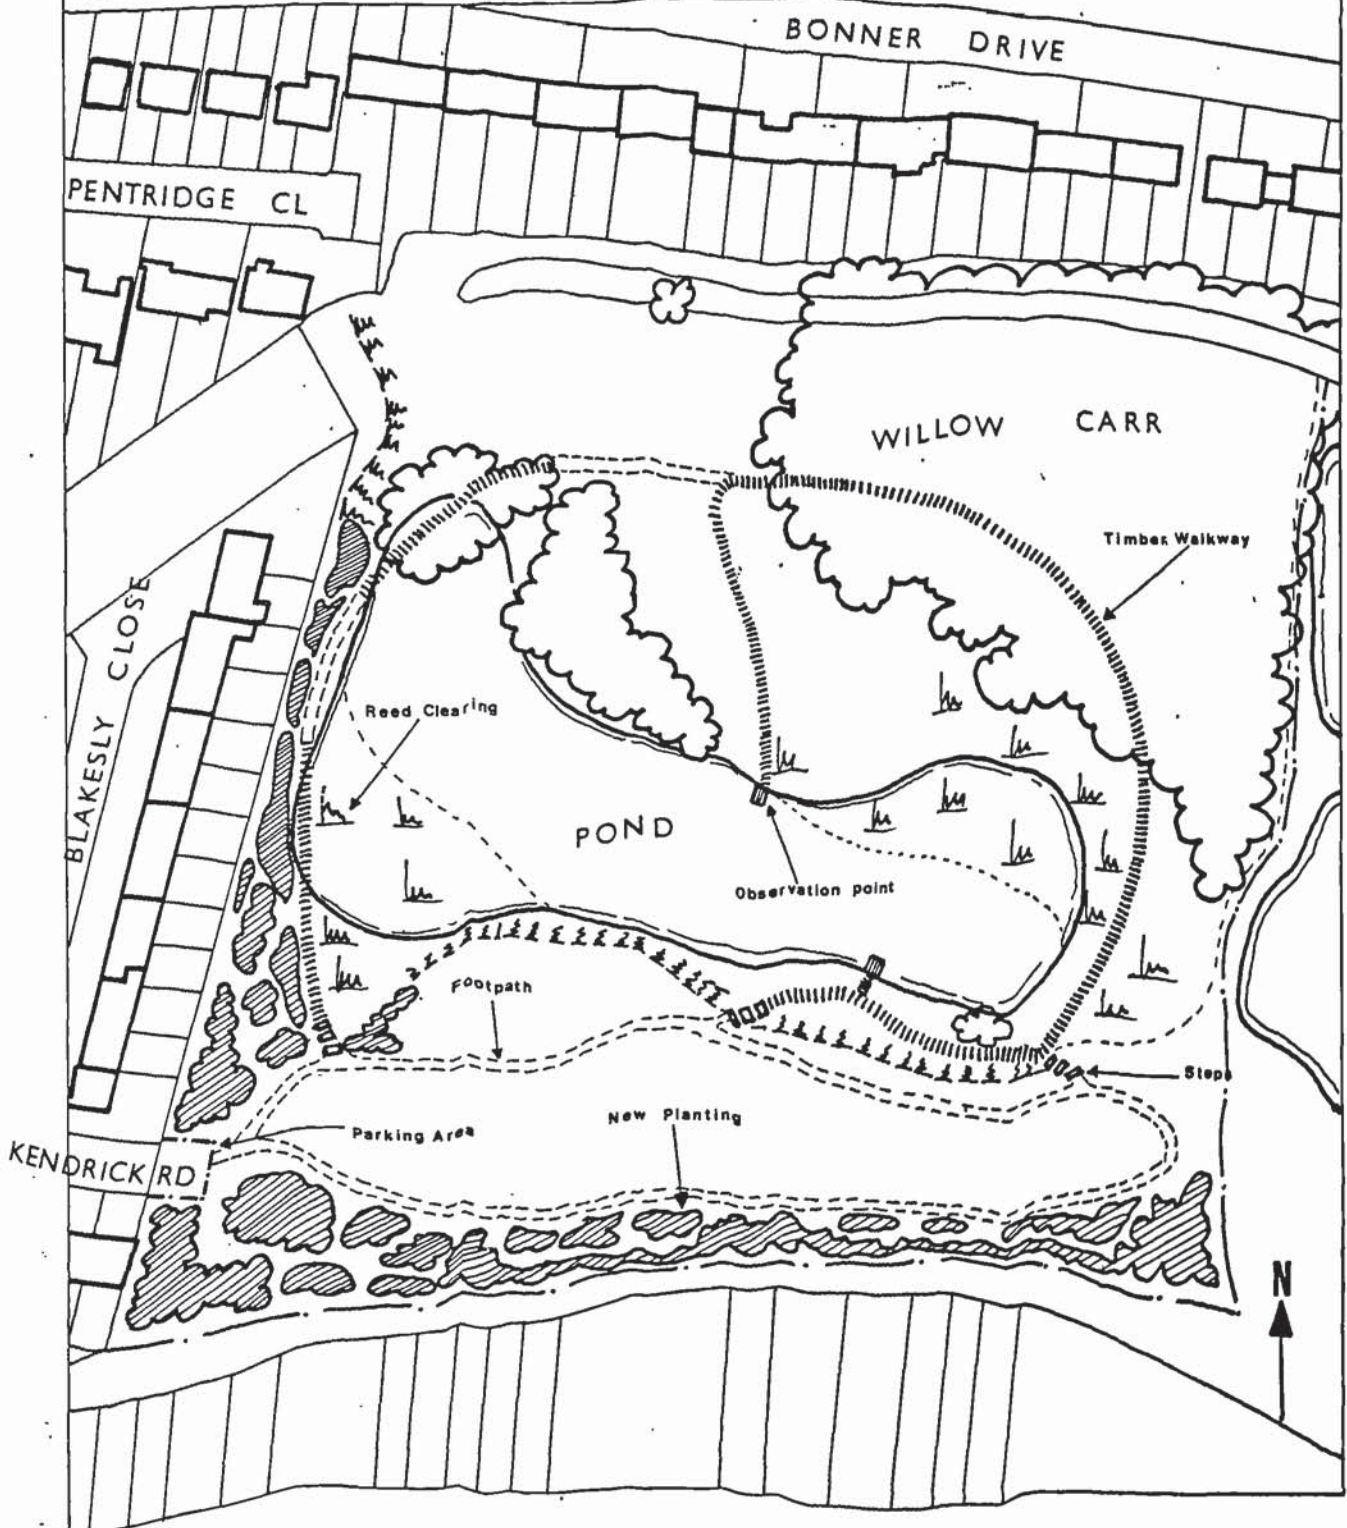 BONNER DRIVE
PENTRIDGE CL
WILLOW CARR
Timber Walkway
BLAKESLY CLOSE
Reed Clearing
POND
Observation point
Footpath
Steps
New Planting
Parking Area
KENDRICK RD
N